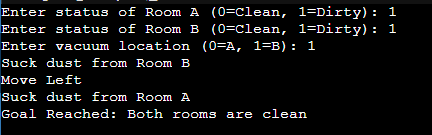 Enter status of Room A (0=Clean, 1=Dirty): 1
Enter status of Room B (0=Clean, 1=Dirty): 1
Enter vacuum location (0=A, 1=B): 1
Suck dust from Room B
Move Left
Suck dust from Room A
Goal Reached: Both rooms are clean